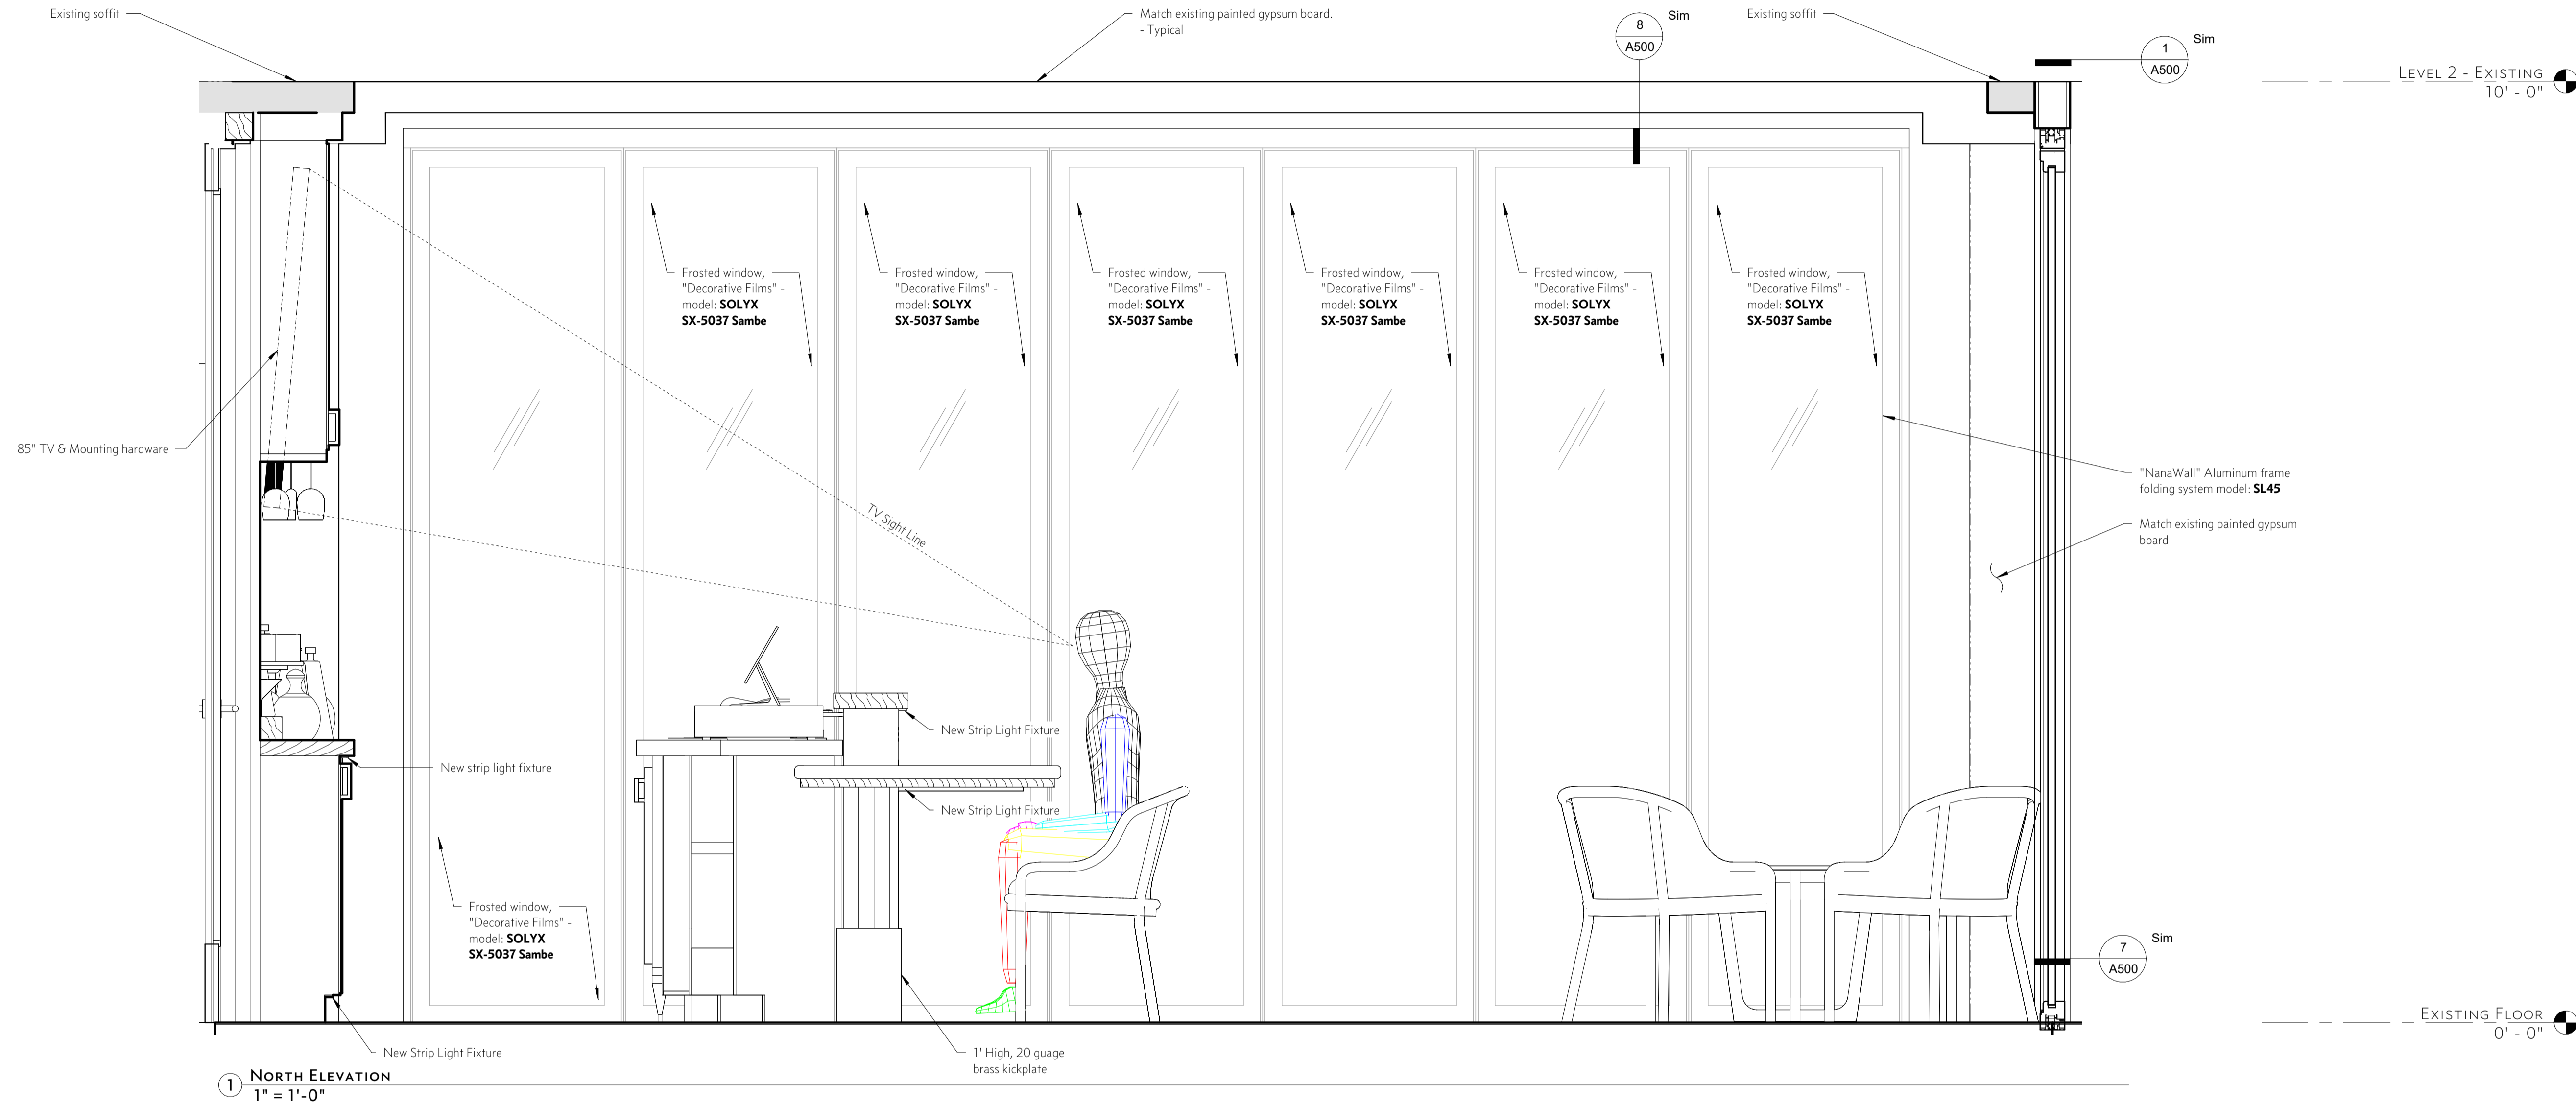 Existing soffit
Match existing painted gypsum board.
- Typical
8
A500
Sim
Existing soffit
1
A500
Sim
Level 2 - Existing
10' - 0"
Frosted window,
"Decorative Films" -
model: SOLYX
SX-5037 Sambe
Frosted window,
"Decorative Films" -
model: SOLYX
SX-5037 Sambe
Frosted window,
"Decorative Films" -
model: SOLYX
SX-5037 Sambe
Frosted window,
"Decorative Films" -
model: SOLYX
SX-5037 Sambe
Frosted window,
"Decorative Films" -
model: SOLYX
SX-5037 Sambe
Frosted window,
"Decorative Films" -
model: SOLYX
SX-5037 Sambe
85" TV & Mounting hardware
"NanaWall" Aluminum frame
folding system model: SL45
TV Sight Line
Match existing painted gypsum
board
New Strip Light Fixture
New strip light fixture
New Strip Light Fixture
Frosted window,
"Decorative Films" -
model: SOLYX
SX-5037 Sambe
7
A500
Sim
Existing Floor
0' - 0"
New Strip Light Fixture
1' High, 20 guage
brass kickplate
1
North Elevation
1" = 1'-0"